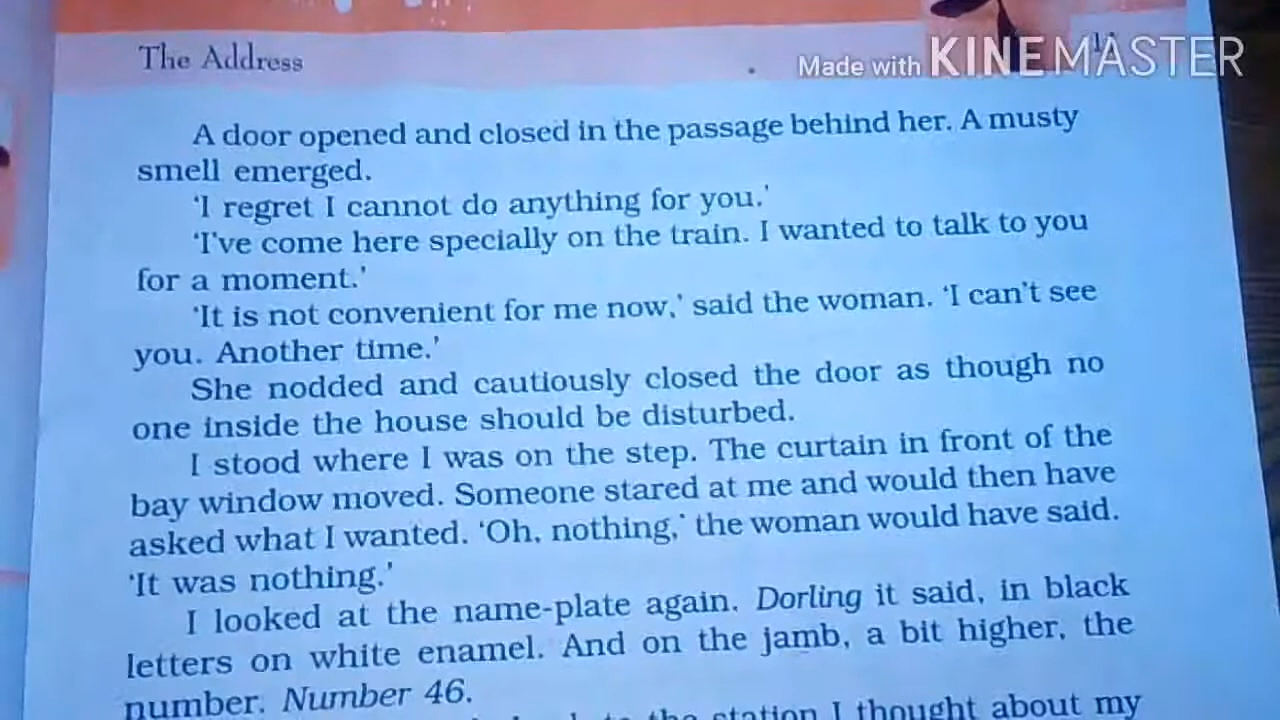 The Address
Made with KINEMASTER
A door opened and closed in the passage behind her. A musty
smell emerged.
‘I regret I cannot do anything for you.’
‘I've come here specially on the train. I wanted to talk to you
for a moment.’
‘It is not convenient for me now,’ said the woman. ‘I can't see
you. Another time.’
She nodded and cautiously closed the door as though no
one inside the house should be disturbed.
I stood where I was on the step. The curtain in front of the
bay window moved. Someone stared at me and would then have
asked what I wanted. ‘Oh, nothing,’ the woman would have said.
‘It was nothing.’
I looked at the name-plate again. Dorling it said, in black
letters on white enamel. And on the jamb, a bit higher, the
number. Number 46.
to the station I thought about my